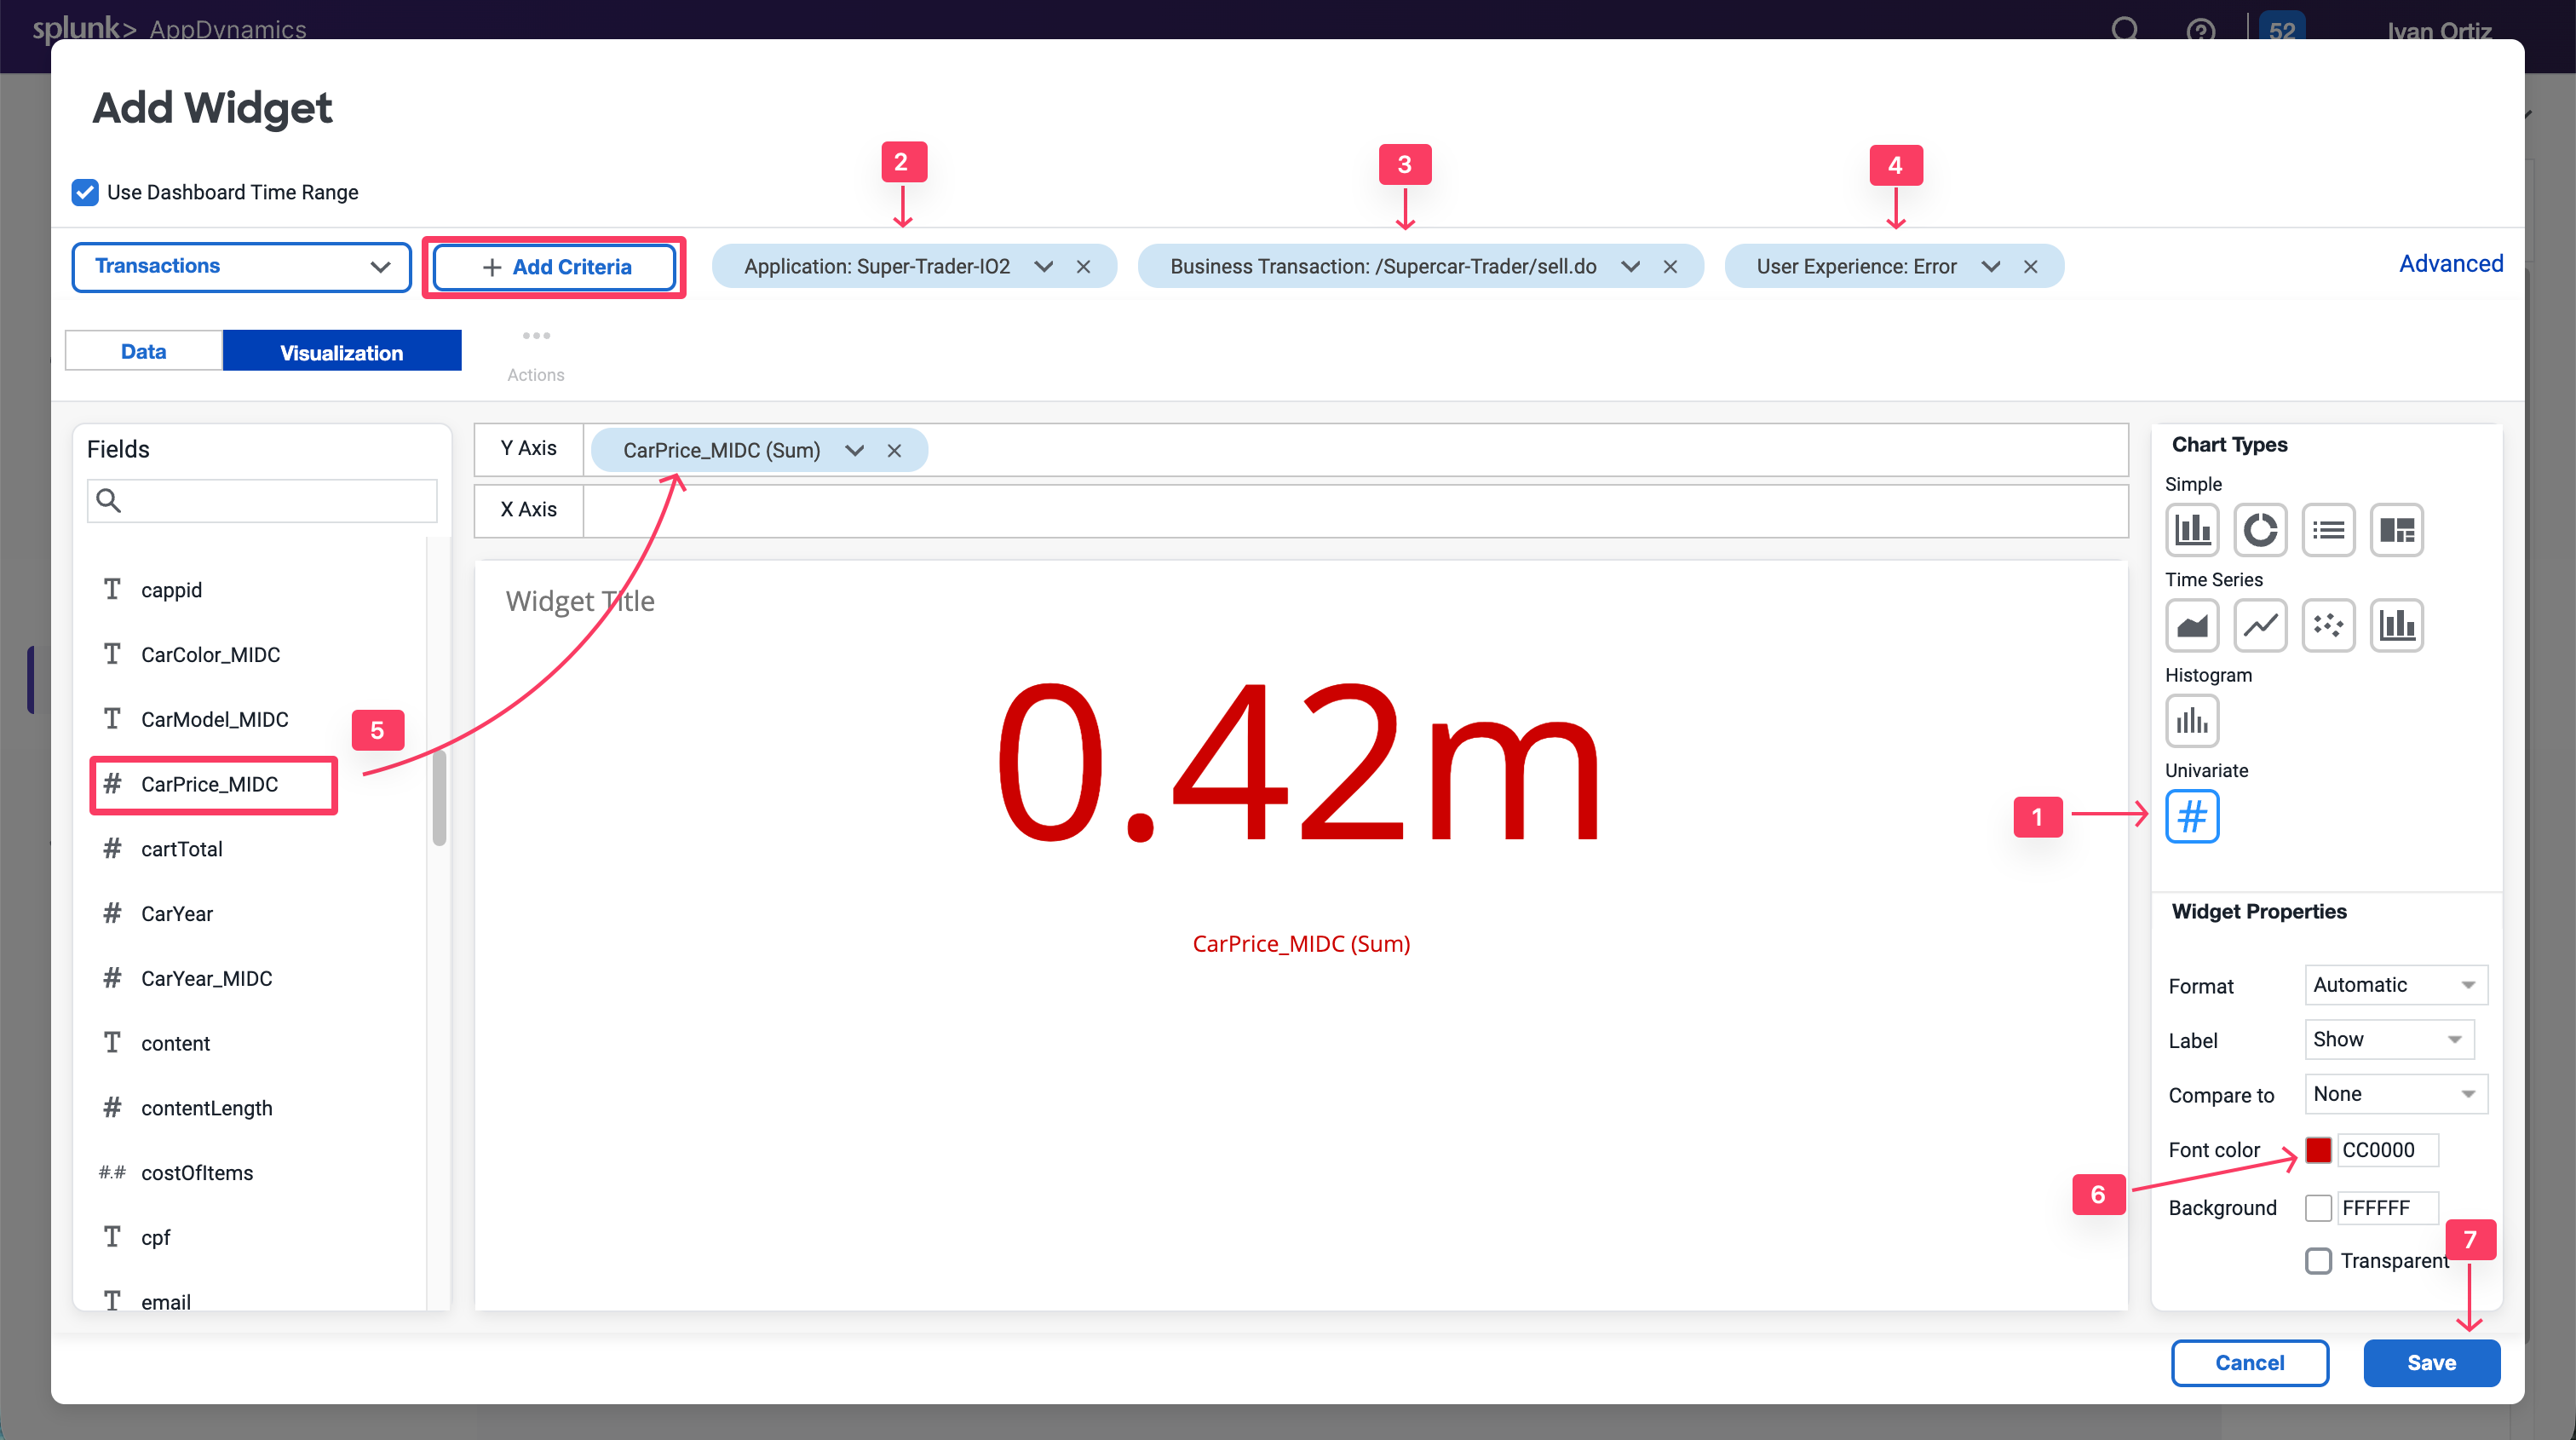 splunk> AppDynamics
52
Ivan Ortiz
Add Widget
2
3
4
Use Dashboard Time Range
Transactions
+ Add Criteria
Application: Super-Trader-IO2
Business Transaction: /Supercar-Trader/sell.do
User Experience: Error
Advanced
Data
Visualization
Actions
Fields
Y Axis
CarPrice_MIDC (Sum)
X Axis
Chart Types
Simple
Time Series
Histogram
Univariate
1
T cappid
T CarColor_MIDC
T CarModel_MIDC
5
# CarPrice_MIDC
# cartTotal
# CarYear
# CarYear_MIDC
T content
# contentLength
#.# costOfItems
T cpf
T email
Widget Title
0.42m
CarPrice_MIDC (Sum)
#
Widget Properties
Format
Automatic
Label
Show
Compare to
None
Font color
CC0000
6
Background
FFFFFF
7
Transparent
Cancel
Save